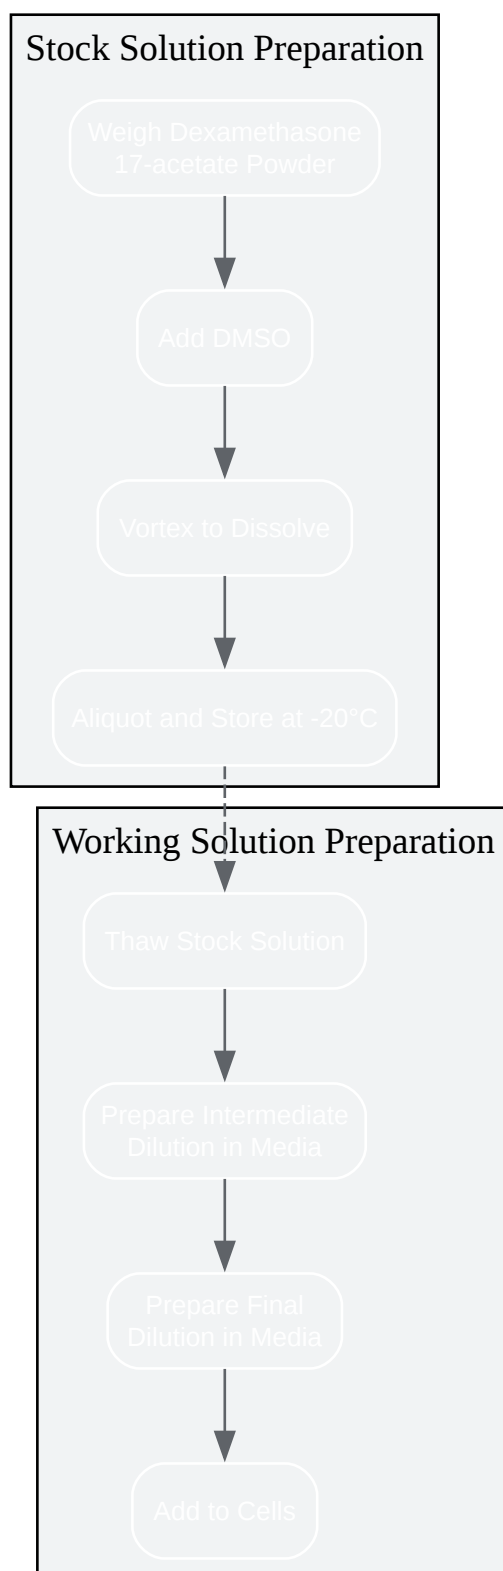 Stock Solution Preparation
Weigh Dexamethasone
17-acetate Powder
Add DMSO
Vortex to Dissolve
Aliquot and Store at -20°C
Working Solution Preparation
Thaw Stock Solution
Prepare Intermediate
Dilution in Media
Prepare Final
Dilution in Media
Add to Cells